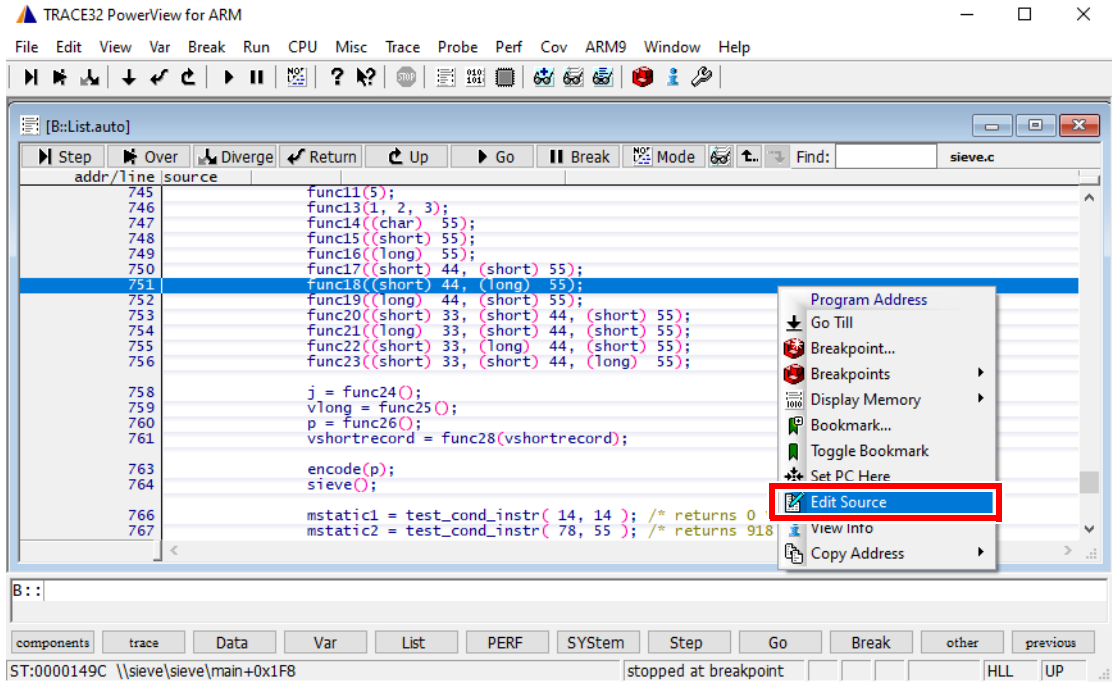 TRACE32 PowerView for ARM
File Edit View Var Break Run CPU Misc Trace Probe Perf Cov ARM9 Window Help
[B::List.auto]
Step Over Diverge Return Up Go Break Mode Find: sieve.c
addr/line source
745 func11(5);
746 func13(1, 2, 3);
747 func14((char)  55);
748 func15((short) 55);
749 func16((long)  55);
750 func17((short) 44, (short) 55);
751 func18((short) 44, (long)  55);
752 func19((long)  44, (short) 55);
753 func20((short) 33, (short) 44, (short) 55);
754 func21((long)  33, (short) 44, (short) 55);
755 func22((short) 33, (long)  44, (short) 55);
756 func23((short) 33, (short) 44, (long)  55);
758 j = func24();
759 vlong = func25();
760 p = func26();
761 vshortrecord = func28(vshortrecord);
763 encode(p);
764 sieve();
766 mstatic1 = test_cond_instr( 14, 14 ); /* returns 0
767 mstatic2 = test_cond_instr( 78, 55 ); /* returns 918
Program Address
Go Till
Breakpoint...
Breakpoints
Display Memory
Bookmark...
Toggle Bookmark
Set PC Here
Edit Source
View Info
Copy Address
B::
components trace Data Var List PERF SYStem Step Go Break other previous
ST:0000149C \\sieve\sieve\main+0x1F8 stopped at breakpoint HLL UP